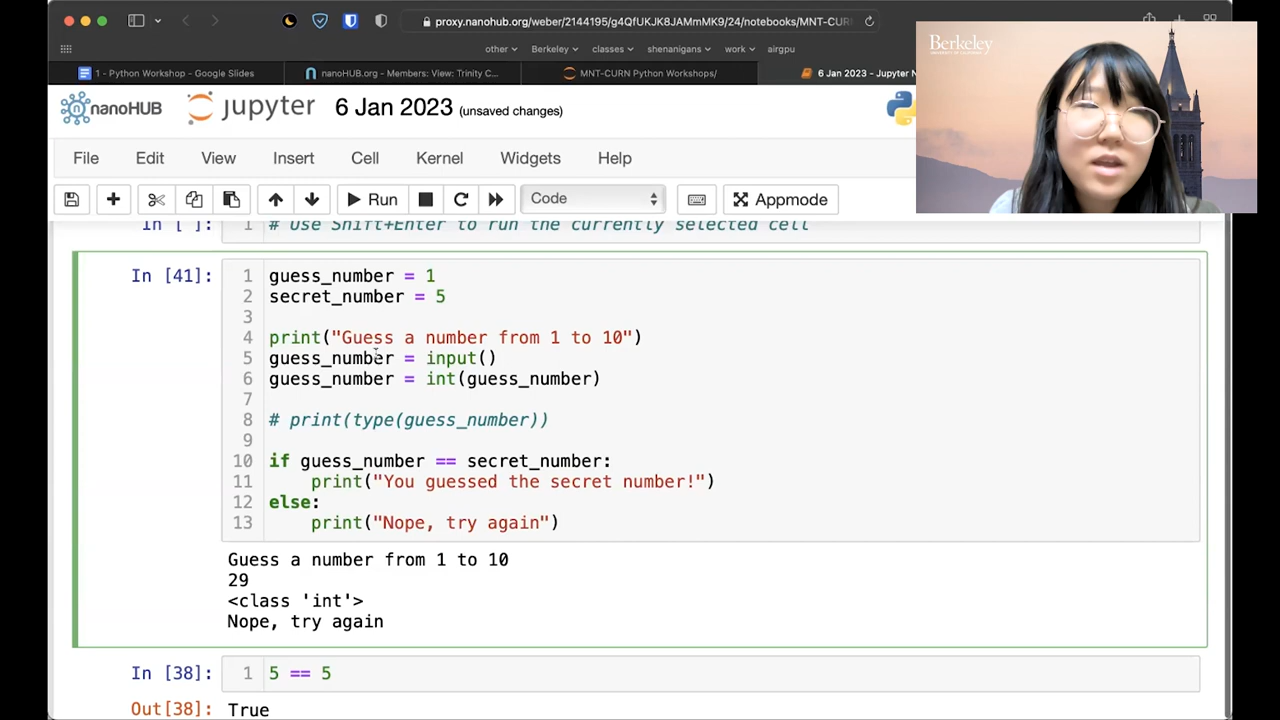 proxy.nanohub.org/weber/2144195/g4QfUKJK8JAMmMK9/24/notebooks/MNT-CURN
other Berkeley classes shenanigans work airgpu
1 - Python Workshop - Google Slides
nanoHUB.org - Members: View: Trinity C...
MNT-CURN Python Workshops/
6 Jan 2023 - Jupyter N
Berkeley
UNIVERSITY OF CALIFORNIA
nanoHUB jupyter 6 Jan 2023 (unsaved changes)
File Edit View Insert Cell Kernel Widgets Help
Run Code Appmode
In [ ]: 1 # Use Shift+Enter to run the currently selected cell
In [41]: 1 guess_number = 1
2 secret_number = 5
3
4 print("Guess a number from 1 to 10")
5 guess_number = input()
6 guess_number = int(guess_number)
7
8 # print(type(guess_number))
9
10 if guess_number == secret_number:
11 print("You guessed the secret number!")
12 else:
13 print("Nope, try again")
Guess a number from 1 to 10
29
<class 'int'>
Nope, try again
In [38]: 1 5 == 5
Out[38]: True